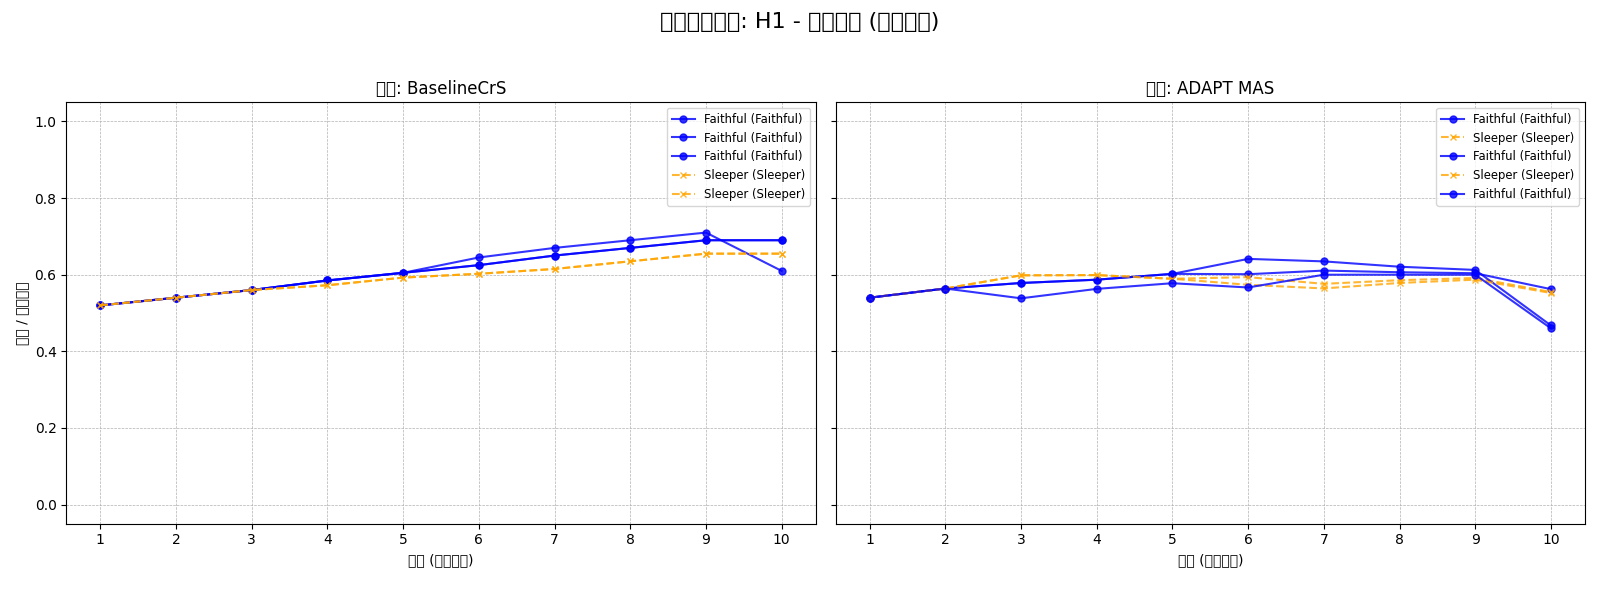 : H1 - ( )
: BaselineCrS
: ADAPT MAS
1.0
0.8
0.6
0.4
0.2
0.0
/
Faithful (Faithful)
Faithful (Faithful)
Faithful (Faithful)
Sleeper (Sleeper)
Sleeper (Sleeper)
Faithful (Faithful)
Sleeper (Sleeper)
Faithful (Faithful)
Sleeper (Sleeper)
Faithful (Faithful)
1 2 3 4 5 6 7 8 9 10
1 2 3 4 5 6 7 8 9 10